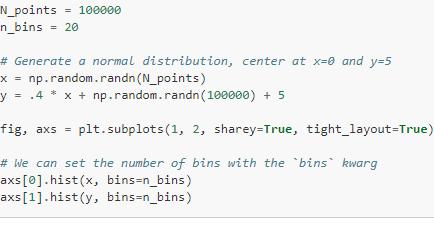 N_points = 100000
n_bins = 20
# Generate a normal distribution, center at x=0 and y=5
x = np.random.randn(N_points)
y = .4 * x + np.random.randn(100000) + 5
fig, axs = plt.subplots(1, 2, sharey=True, tight_layout=True)
# We can set the number of bins with the `bins` kwarg
axs[0].hist(x, bins=n_bins)
axs[1].hist(y, bins=n_bins)